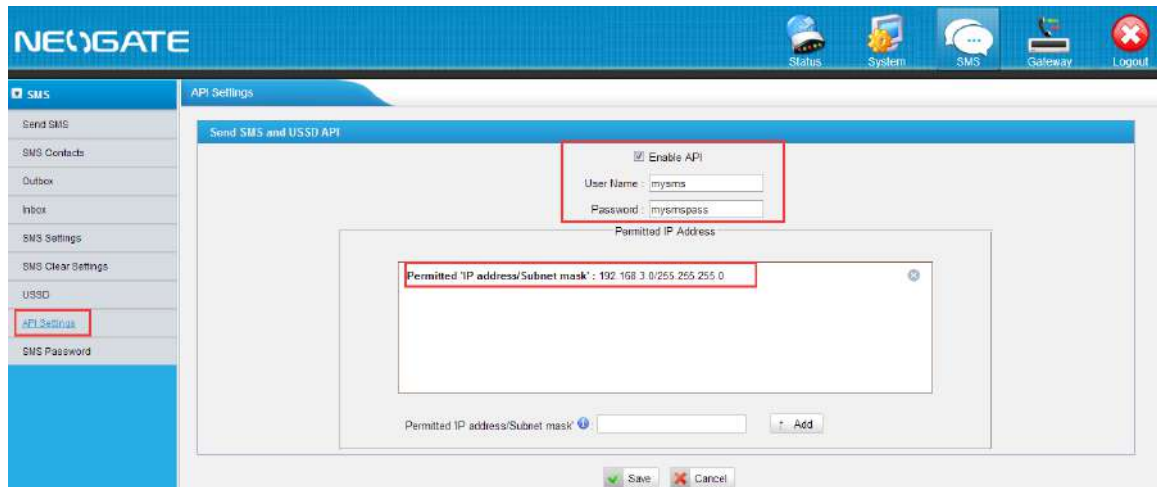 NEOGATE
Status
System
SMS
Gateway
Logout
SMS
API Settings
Send SMS
SMS Contacts
Outbox
Inbox
SMS Settings
SMS Clear Settings
USSD
API Settings
SMS Password
Send SMS and USSD API
Enable API
User Name : mysms
Password : mysmspass
Permitted IP Address
Permitted 'IP address/Subnet mask' : 192.168.3.0/255.255.255.0
Permitted 'IP address/Subnet mask' :
Add
Save
Cancel